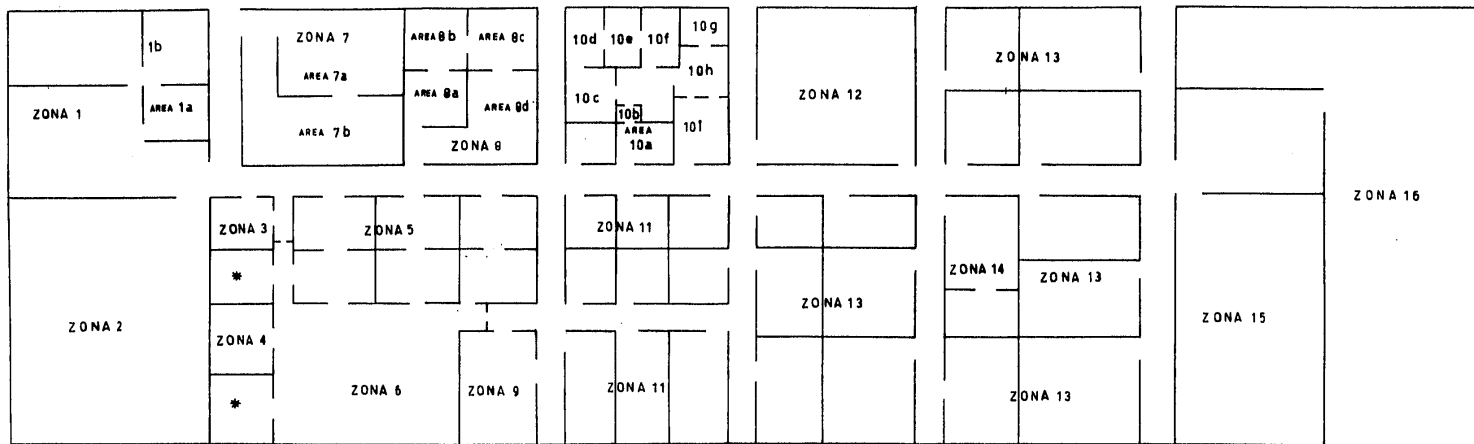 1b
AREA 1a
ZONA 1
ZONA 2
ZONA 3
*
ZONA 4
*
ZONA 7
AREA 7a
AREA 7b
AREA 8b
AREA 8c
AREA 8a
AREA 8d
ZONA 8
ZONA 5
ZONA 6
ZONA 9
10d
10e
10f
10g
10h
10c
10b
AREA
10a
10i
ZONA 11
ZONA 11
ZONA 12
ZONA 13
ZONA 13
ZONA 14
ZONA 13
ZONA 13
ZONA 15
ZONA 16